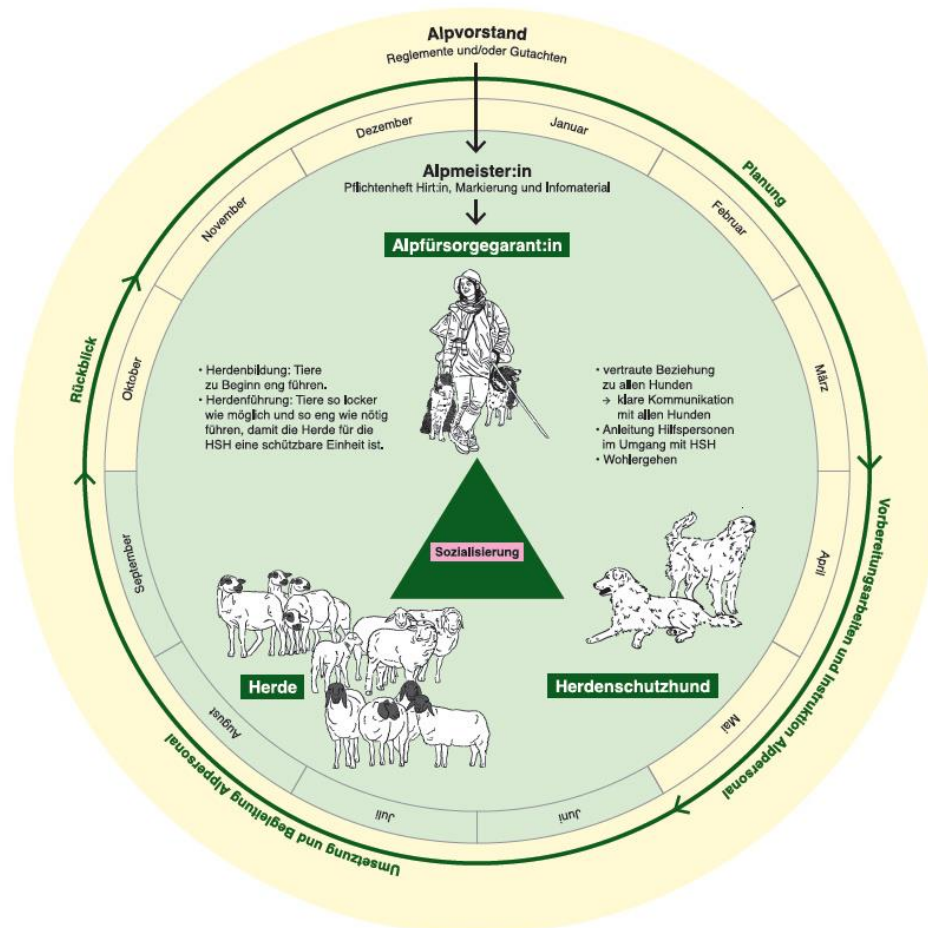 Alpvorstand
Reglemente und/oder Gutachten
Dezember
Januar
Februar
März
April
Mai
Juni
Juli
August
September
Oktober
November
Planung
Vorbereitungsarbeiten und Instruktion Alppersonal
Umsetzung und Begleitung Alppersonal
Rückblick
Alpmeister:in
Pflichtenheft Hirt:in, Markierung und Infomaterial
Alpfürsorgegarant:in
• Herdenbildung: Tiere
zu Beginn eng führen.
• Herdenführung: Tiere so locker
wie möglich und so eng wie nötig
führen, damit die Herde für die
HSH eine schützbare Einheit ist.
• vertraute Beziehung
zu allen Hunden
→ klare Kommunikation
mit allen Hunden
• Anleitung Hilfspersonen
im Umgang mit HSH
• Wohlergehen
Sozialisierung
Herde
Herdenschutzhund